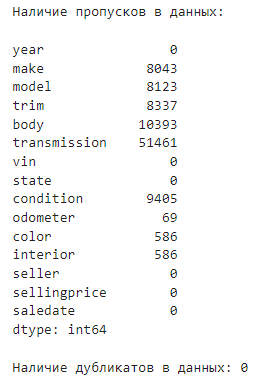 Наличие пропусков в данных:
year 0
make 8043
model 8123
trim 8337
body 10393
transmission 51461
vin 0
state 0
condition 9405
odometer 69
color 586
interior 586
seller 0
sellingprice 0
saledate 0
dtype: int64
Наличие дубликатов в данных: 0